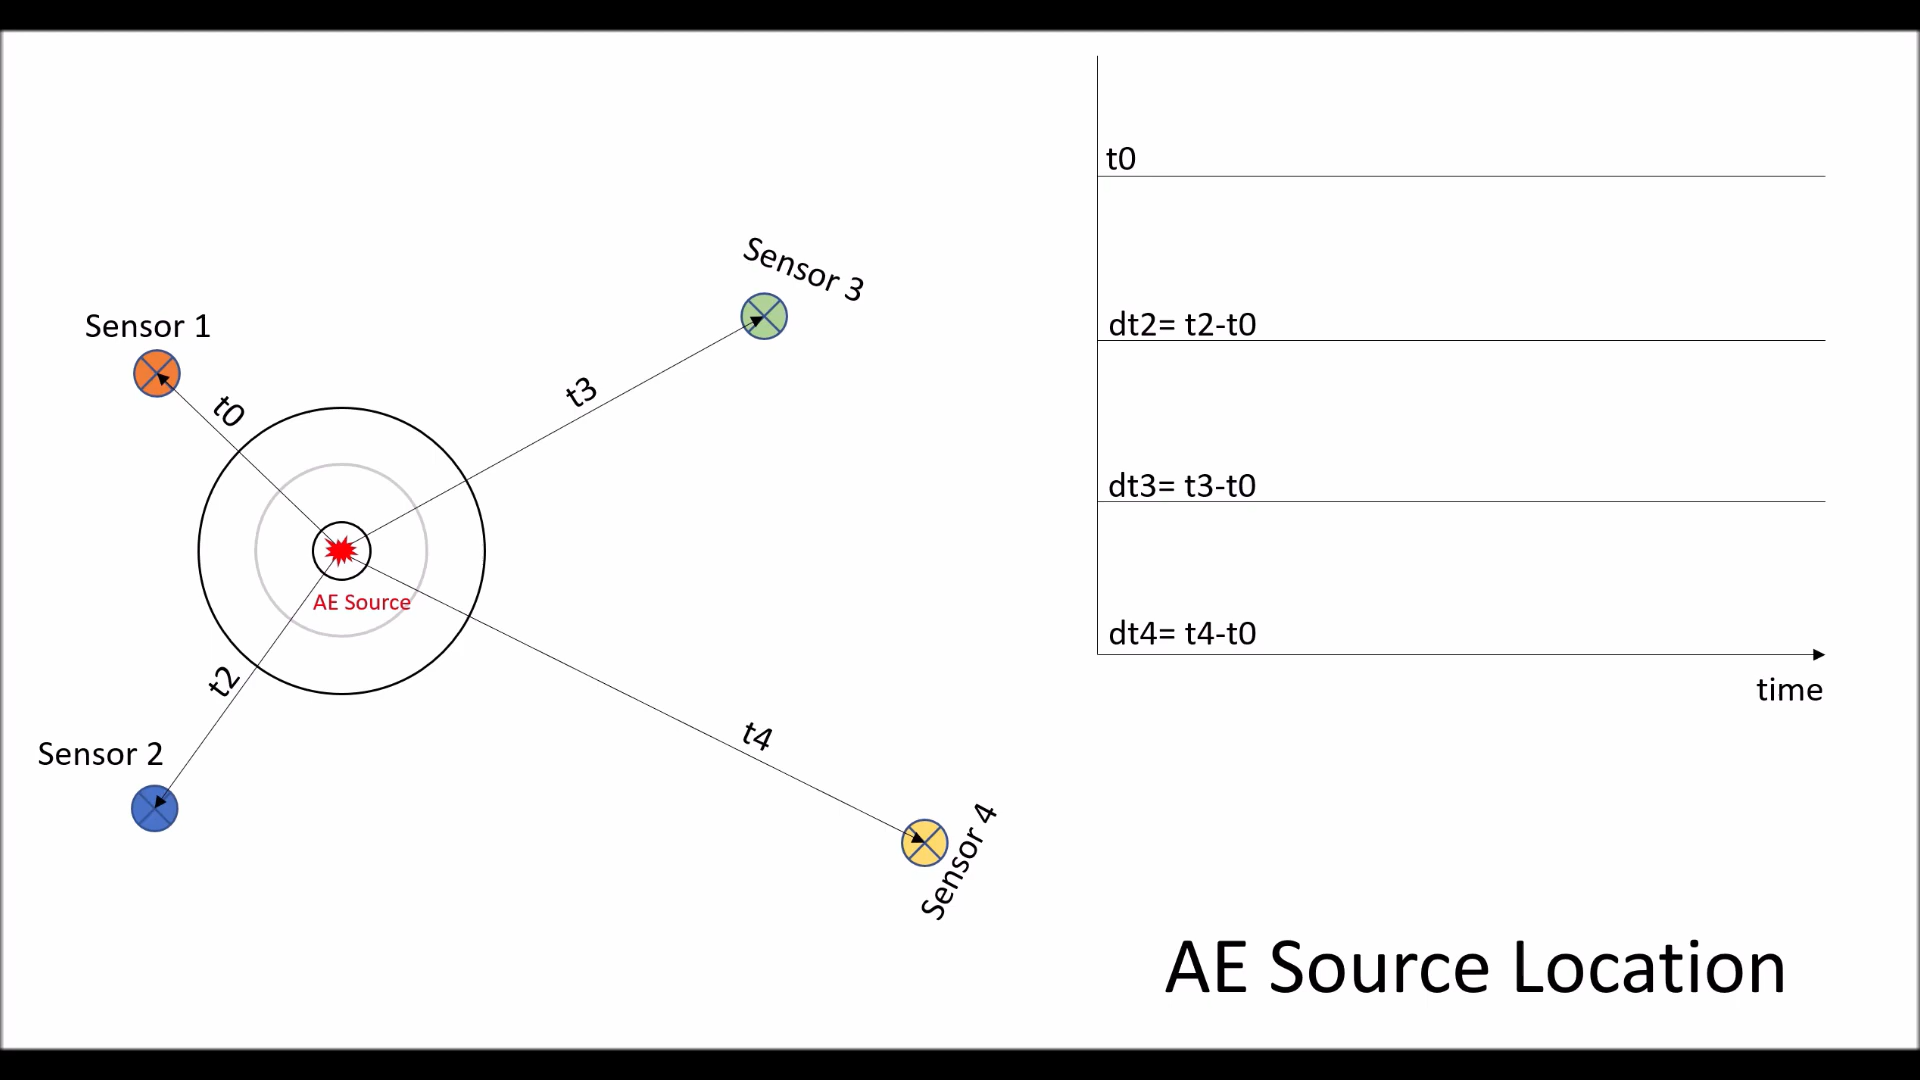 Sensor 1
t0
Sensor 3
t3
AE Source
t2
Sensor 2
t4
Sensor 4
t0
dt2= t2-t0
dt3= t3-t0
dt4= t4-t0
time
AE Source Location